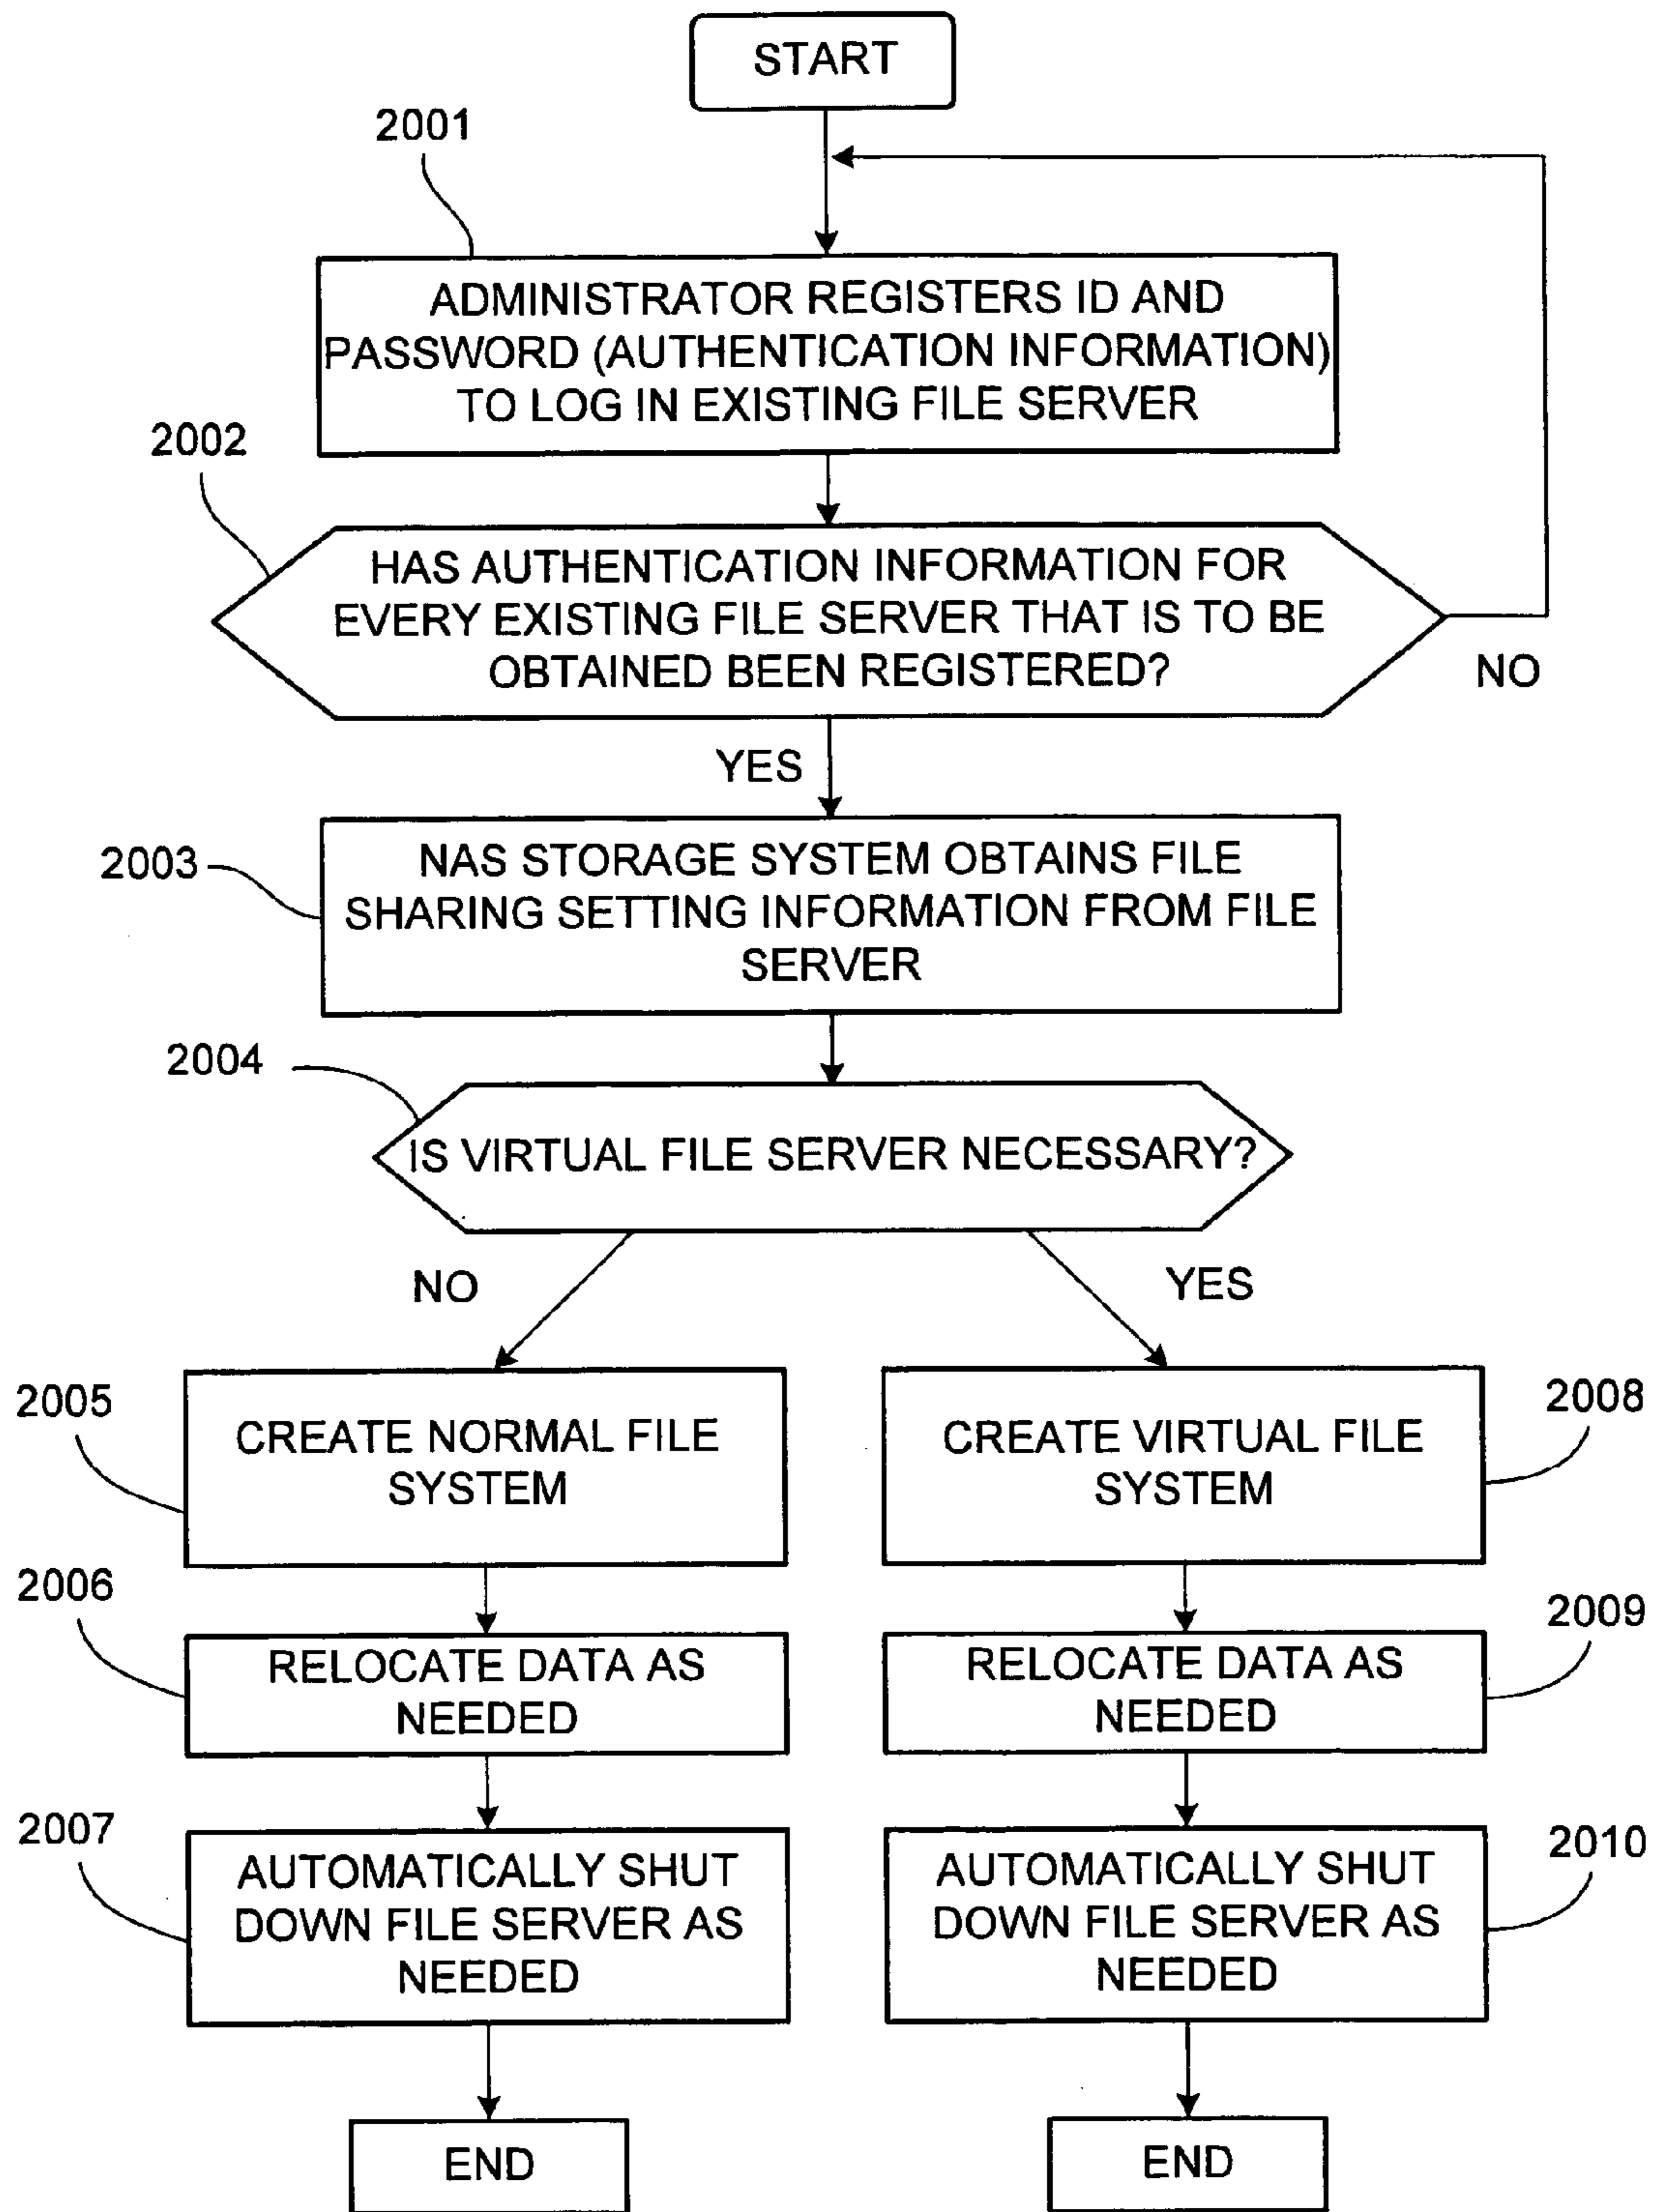 START
2001
ADMINISTRATOR REGISTERS ID AND
PASSWORD (AUTHENTICATION INFORMATION)
TO LOG IN EXISTING FILE SERVER
2002
HAS AUTHENTICATION INFORMATION FOR
EVERY EXISTING FILE SERVER THAT IS TO BE
OBTAINED BEEN REGISTERED?
NO
YES
2003
NAS STORAGE SYSTEM OBTAINS FILE
SHARING SETTING INFORMATION FROM FILE
SERVER
2004
IS VIRTUAL FILE SERVER NECESSARY?
NO
YES
2005
CREATE NORMAL FILE
SYSTEM
2008
CREATE VIRTUAL FILE
SYSTEM
2006
RELOCATE DATA AS
NEEDED
2009
RELOCATE DATA AS
NEEDED
2007
AUTOMATICALLY SHUT
DOWN FILE SERVER AS
NEEDED
2010
AUTOMATICALLY SHUT
DOWN FILE SERVER AS
NEEDED
END
END